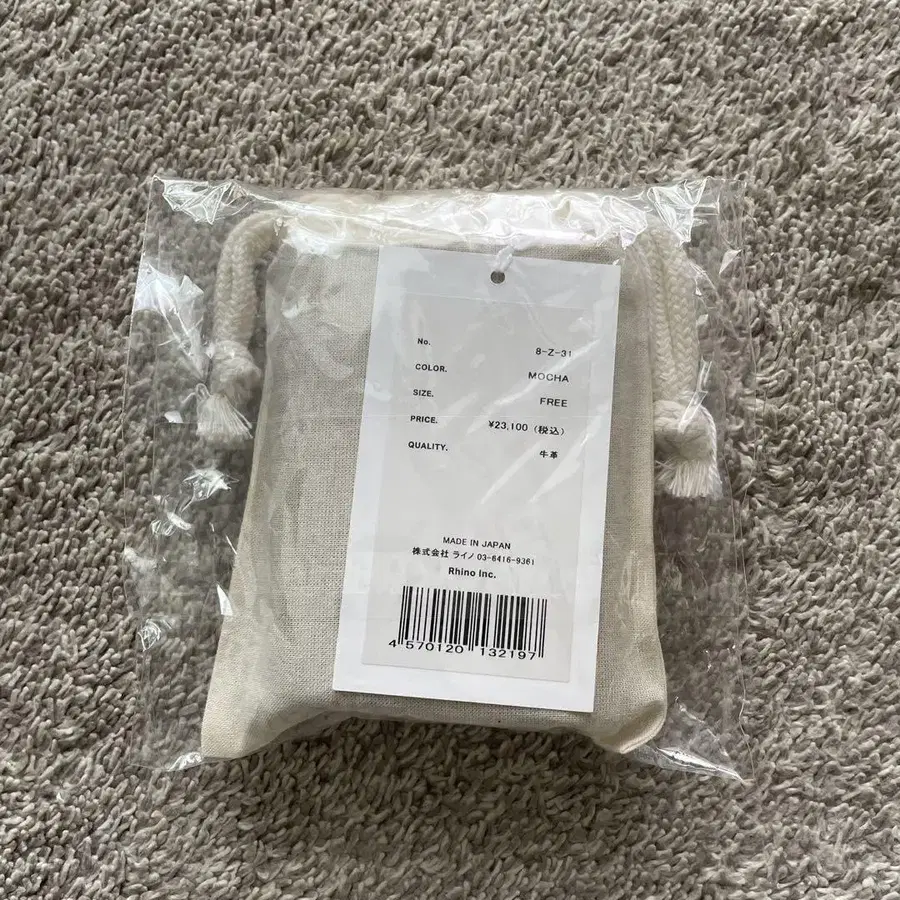 No. 8-Z-31
COLOR. MOCHA
SIZE. FREE
PRICE. ¥23,100 (税込)
QUALITY. 牛革
MADE IN JAPAN
株式会社 ライノ 03-6416-9361
Rhino Inc.
4 570120 132197